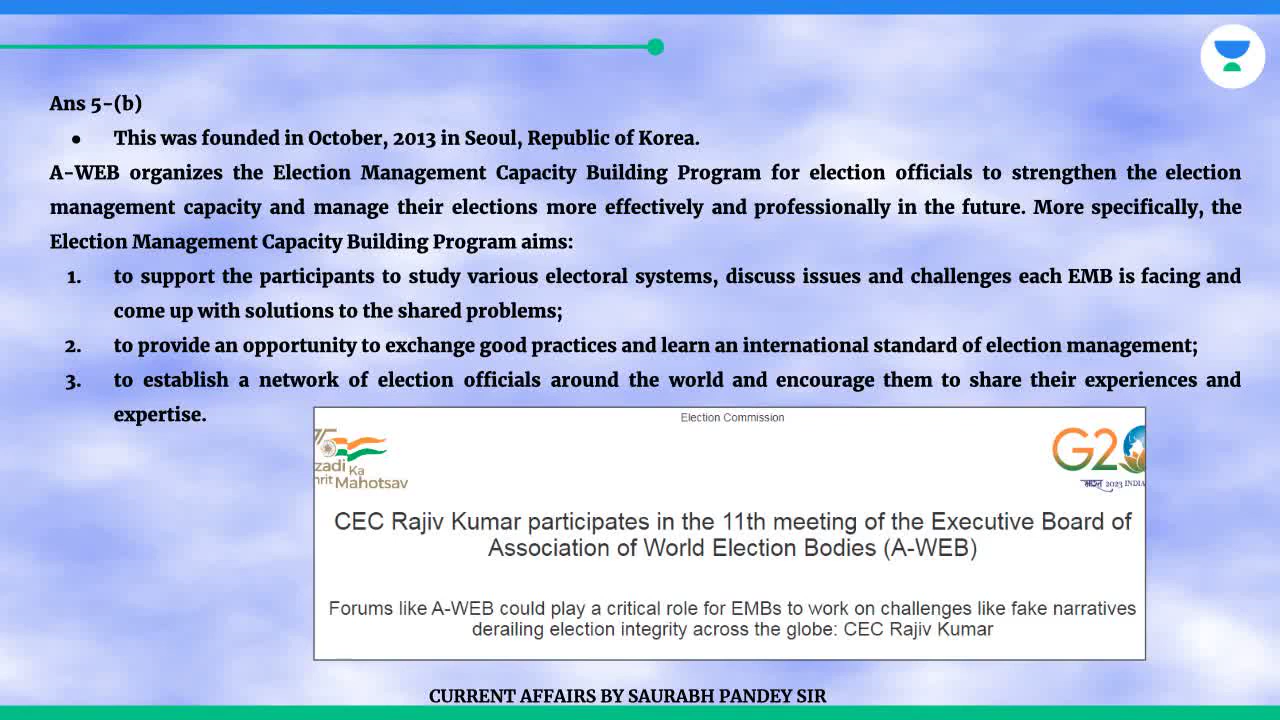 Ans 5-(b)
● This was founded in October, 2013 in Seoul, Republic of Korea.
A-WEB organizes the Election Management Capacity Building Program for election officials to strengthen the election
management capacity and manage their elections more effectively and professionally in the future. More specifically, the
Election Management Capacity Building Program aims:
1. to support the participants to study various electoral systems, discuss issues and challenges each EMB is facing and
come up with solutions to the shared problems;
2. to provide an opportunity to exchange good practices and learn an international standard of election management;
3. to establish a network of election officials around the world and encourage them to share their experiences and
expertise.
Election Commission
zadi Ka
mrit Mahotsav
G20
भारत 2023 INDIA
CEC Rajiv Kumar participates in the 11th meeting of the Executive Board of
Association of World Election Bodies (A-WEB)
Forums like A-WEB could play a critical role for EMBs to work on challenges like fake narratives
derailing election integrity across the globe: CEC Rajiv Kumar
CURRENT AFFAIRS BY SAURABH PANDEY SIR